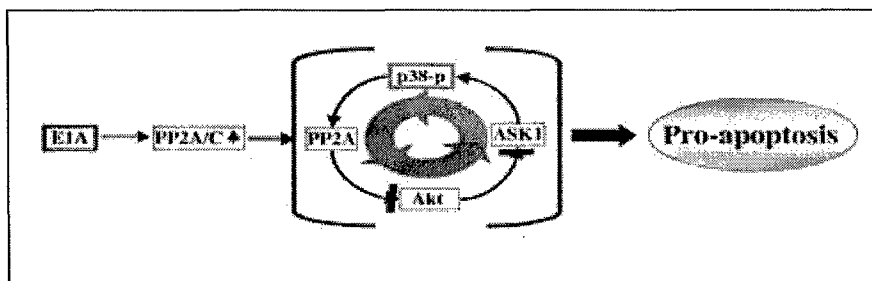 p38-p
E1A
PP2A/C
PP2A
ASK1
Pro-apoptosis
Akt